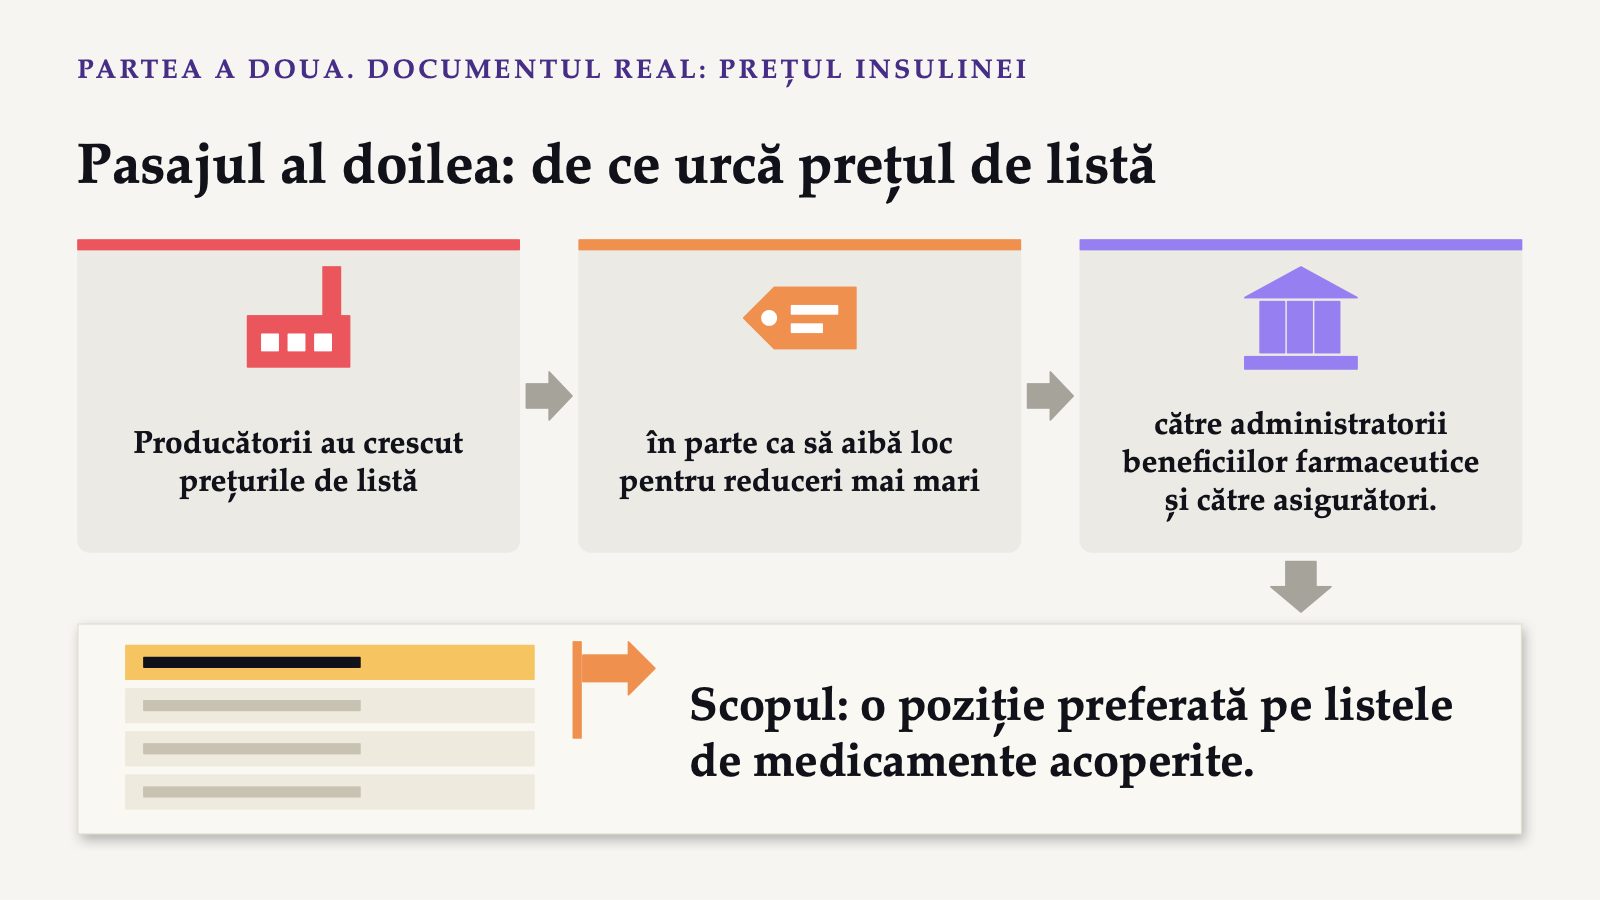 PARTEA A DOUA. DOCUMENTUL REAL: PREȚUL INSULINEI
Pasajul al doilea: de ce urcă prețul de listă
Producătorii au crescut
prețurile de listă
în parte ca să aibă loc
pentru reduceri mai mari
către administratorii
beneficiilor farmaceutice
și către asigurători.
Scopul: o poziție preferată pe listele
de medicamente acoperite.